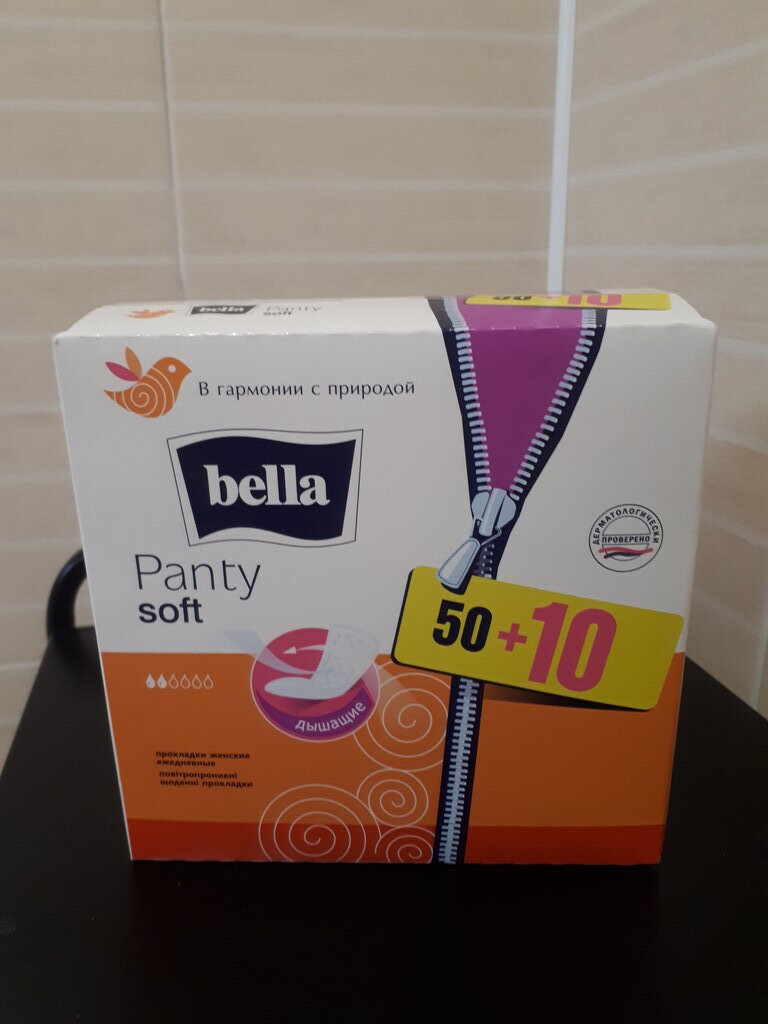 bella
Panty
soft
50+10
В гармонии с природой
bella
Panty
soft
ДЕРМАТОЛОГИЧЕСКИ
ПРОВЕРЕНО
50+10
дышащие
прокладки женские
ежедневные
повітропроникні
щоденні прокладки